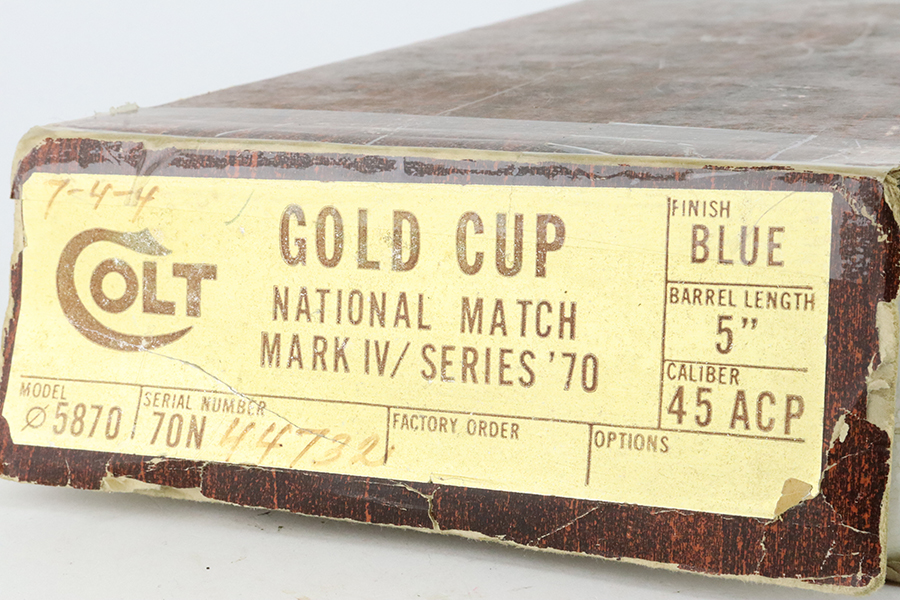 7-4-4
COLT
GOLD CUP
NATIONAL MATCH
MARK IV/SERIES '70
FINISH
BLUE
BARREL LENGTH
5"
CALIBER
45 ACP
MODEL
Ø5870
SERIAL NUMBER
70N 44732
FACTORY ORDER
OPTIONS